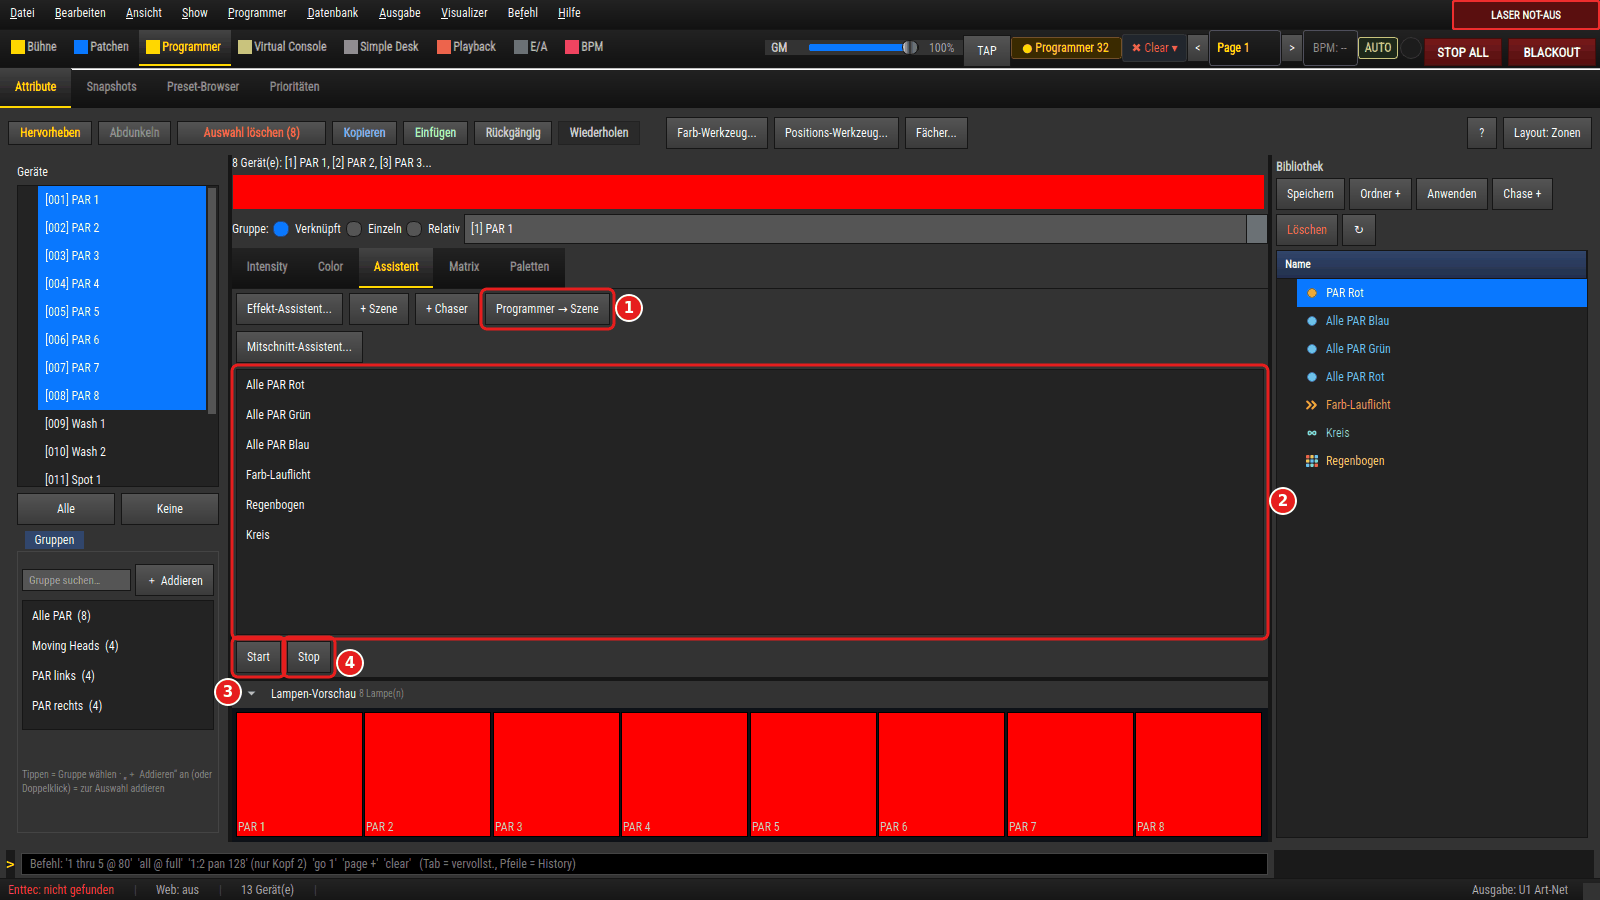 Datei Bearbeiten Ansicht Show Programmer Datenbank Ausgabe Visualizer Befehl Hilfe
LASER NOT-AUS
Bühne Patchen Programmer Virtual Console Simple Desk Playback E/A BPM
GM 100% TAP Programmer 32 ✖ Clear ▾ < Page 1 > BPM: -- AUTO STOP ALL BLACKOUT
Attribute Snapshots Preset-Browser Prioritäten
Hervorheben Abdunkeln Auswahl löschen (8) Kopieren Einfügen Rückgängig Wiederholen Farb-Werkzeug... Positions-Werkzeug... Fächer... ? Layout: Zonen
Geräte
[001] PAR 1
[002] PAR 2
[003] PAR 3
[004] PAR 4
[005] PAR 5
[006] PAR 6
[007] PAR 7
[008] PAR 8
[009] Wash 1
[010] Wash 2
[011] Spot 1
Alle Keine
Gruppen
Gruppe suchen... + Addieren
Alle PAR (8)
Moving Heads (4)
PAR links (4)
PAR rechts (4)
Tippen = Gruppe wählen · „ + Addieren“ an (oder
Doppelklick) = zur Auswahl addieren
8 Gerät(e): [1] PAR 1, [2] PAR 2, [3] PAR 3...
Gruppe: Verknüpft Einzeln Relativ [1] PAR 1
Intensity Color Assistent Matrix Paletten
Effekt-Assistent... + Szene + Chaser Programmer → Szene 1
Mitschnitt-Assistent...
Alle PAR Rot
Alle PAR Grün
Alle PAR Blau
Farb-Lauflicht
Regenbogen
Kreis
2
Start Stop 4
3 Lampen-Vorschau 8 Lampe(n)
PAR 1 PAR 2 PAR 3 PAR 4 PAR 5 PAR 6 PAR 7 PAR 8
Bibliothek
Speichern Ordner + Anwenden Chase +
Löschen ↻
Name
PAR Rot
Alle PAR Blau
Alle PAR Grün
Alle PAR Rot
Farb-Lauflicht
Kreis
Regenbogen
> Befehl: '1 thru 5 @ 80' 'all @ full' '1:2 pan 128' (nur Kopf 2) 'go 1' 'page +' 'clear' (Tab = vervollst., Pfeile = History)
Enttec: nicht gefunden Web: aus 13 Gerät(e) Ausgabe: U1 Art-Net